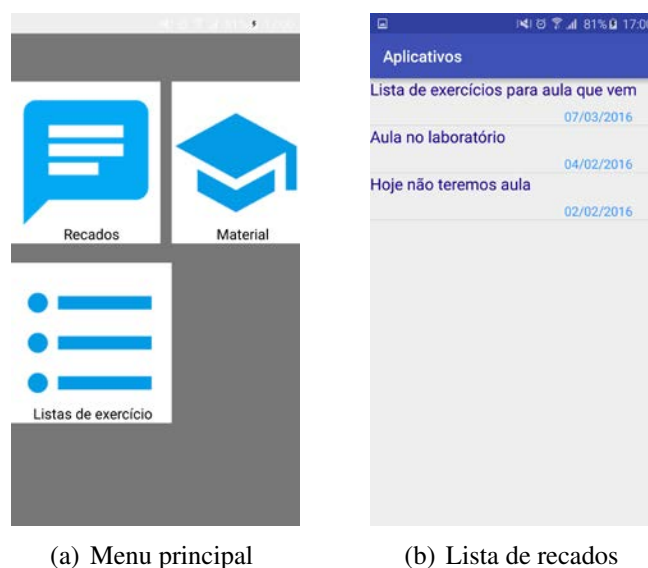 81% 17:00
Aplicativos
Lista de exercícios para aula que vem
07/03/2016
Aula no laboratório
04/02/2016
Hoje não teremos aula
02/02/2016
Recados
Material
Listas de exercício
(a) Menu principal
(b) Lista de recados